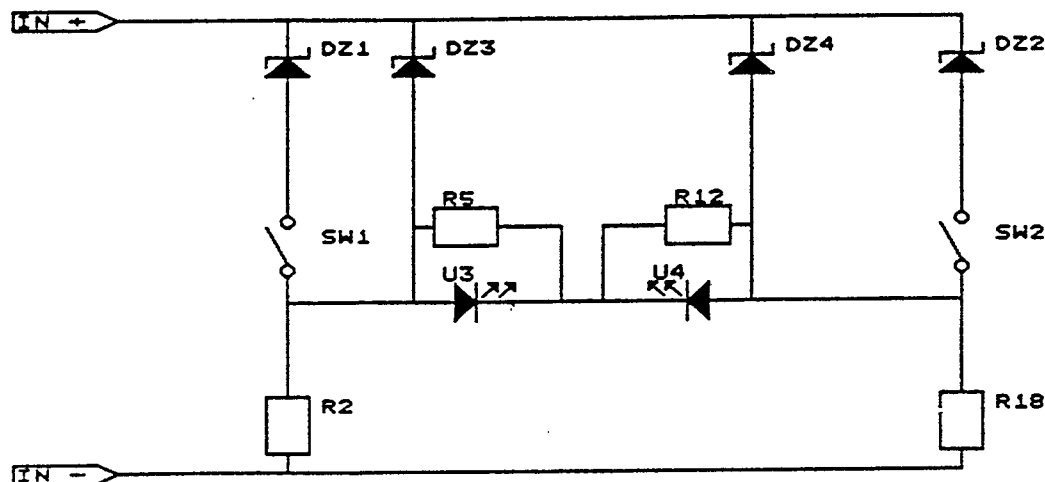 IN +
DZ1
DZ3
DZ4
DZ2
R5
R12
SW1
SW2
U3
U4
R2
R18
IN -